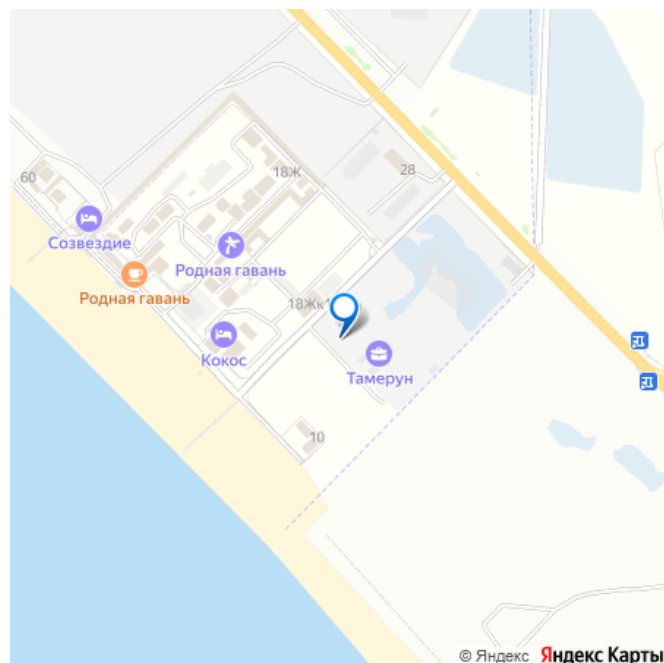 28
18Ж
60
Созвездие
Родная гавань
Родная гавань
18Жк1
Кокос
Тамерун
10
© Яндекс Яндекс Карты